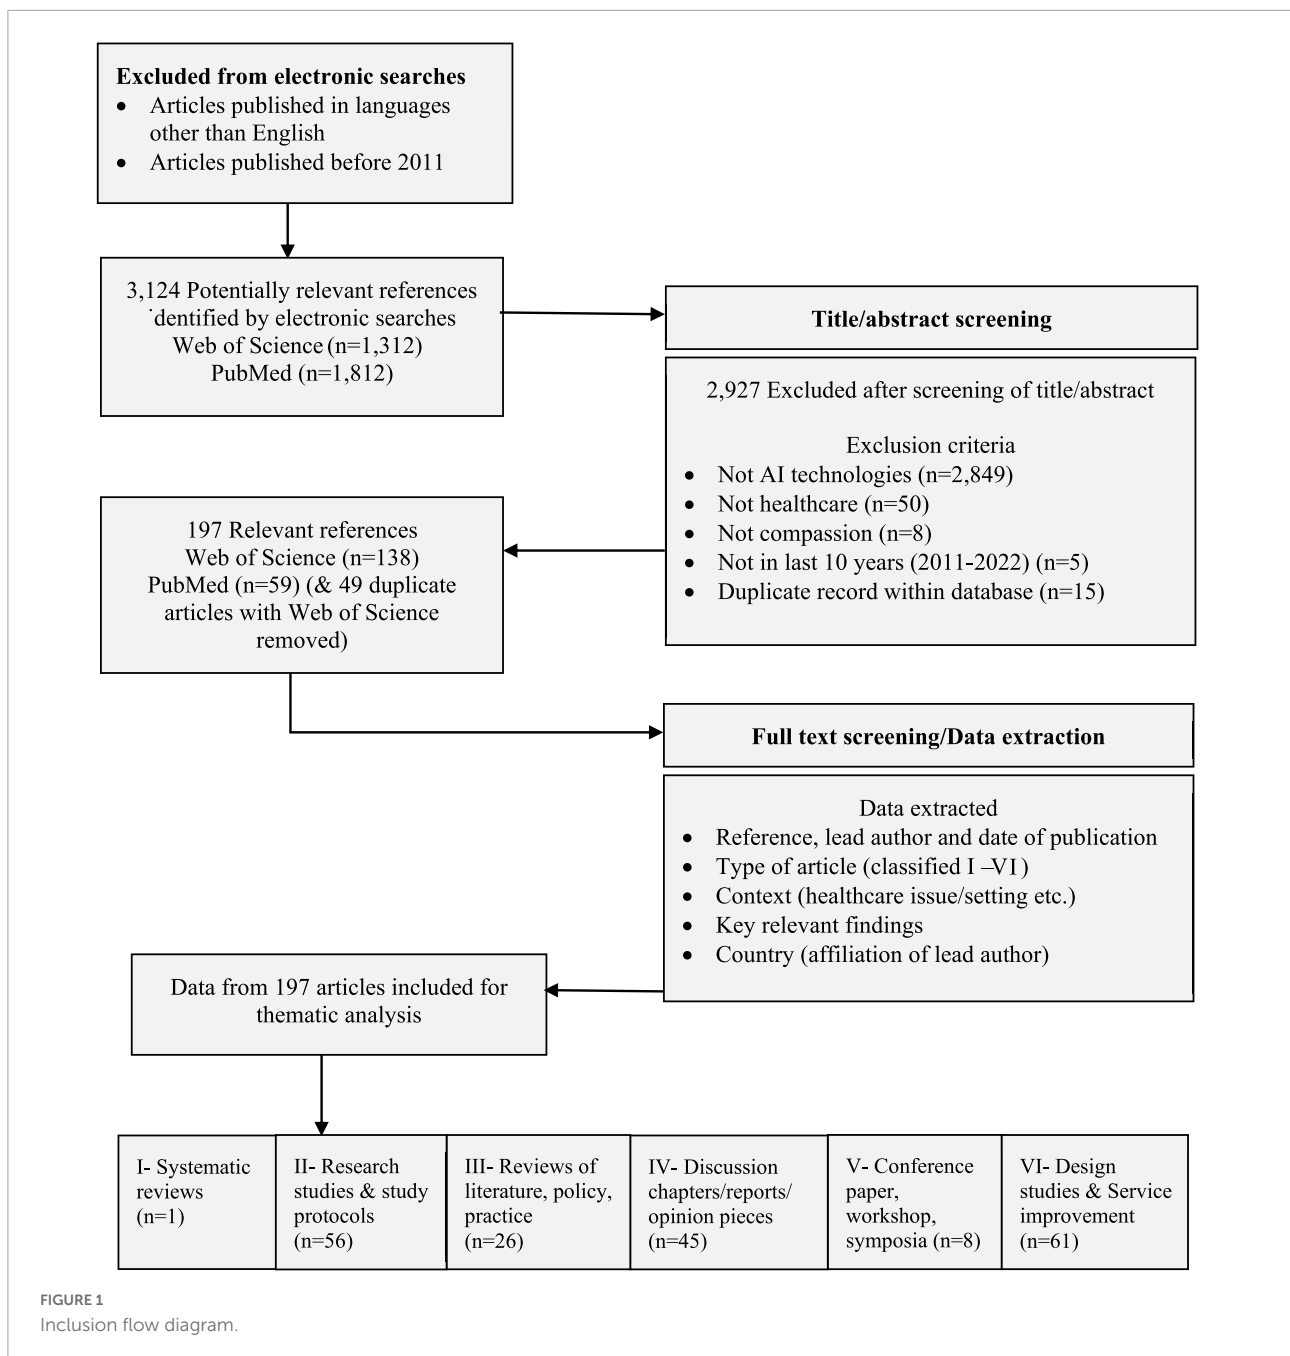 Excluded from electronic searches
• Articles published in languages
other than English
• Articles published before 2011
3,124 Potentially relevant references
dentified by electronic searches
Web of Science (n=1,312)
PubMed (n=1,812)
Title/abstract screening
2,927 Excluded after screening of title/abstract
Exclusion criteria
• Not AI technologies (n=2,849)
• Not healthcare (n=50)
• Not compassion (n=8)
• Not in last 10 years (2011-2022) (n=5)
• Duplicate record within database (n=15)
197 Relevant references
Web of Science (n=138)
PubMed (n=59) (& 49 duplicate
articles with Web of Science
removed)
Full text screening/Data extraction
Data extracted
• Reference, lead author and date of publication
• Type of article (classified I –VI)
• Context (healthcare issue/setting etc.)
• Key relevant findings
• Country (affiliation of lead author)
Data from 197 articles included for
thematic analysis
I- Systematic
reviews
(n=1)
II- Research
studies & study
protocols
(n=56)
III- Reviews of
literature, policy,
practice
(n=26)
IV- Discussion
chapters/reports/
opinion pieces
(n=45)
V- Conference
paper,
workshop,
symposia (n=8)
VI- Design
studies & Service
improvement
(n=61)
FIGURE 1
Inclusion flow diagram.